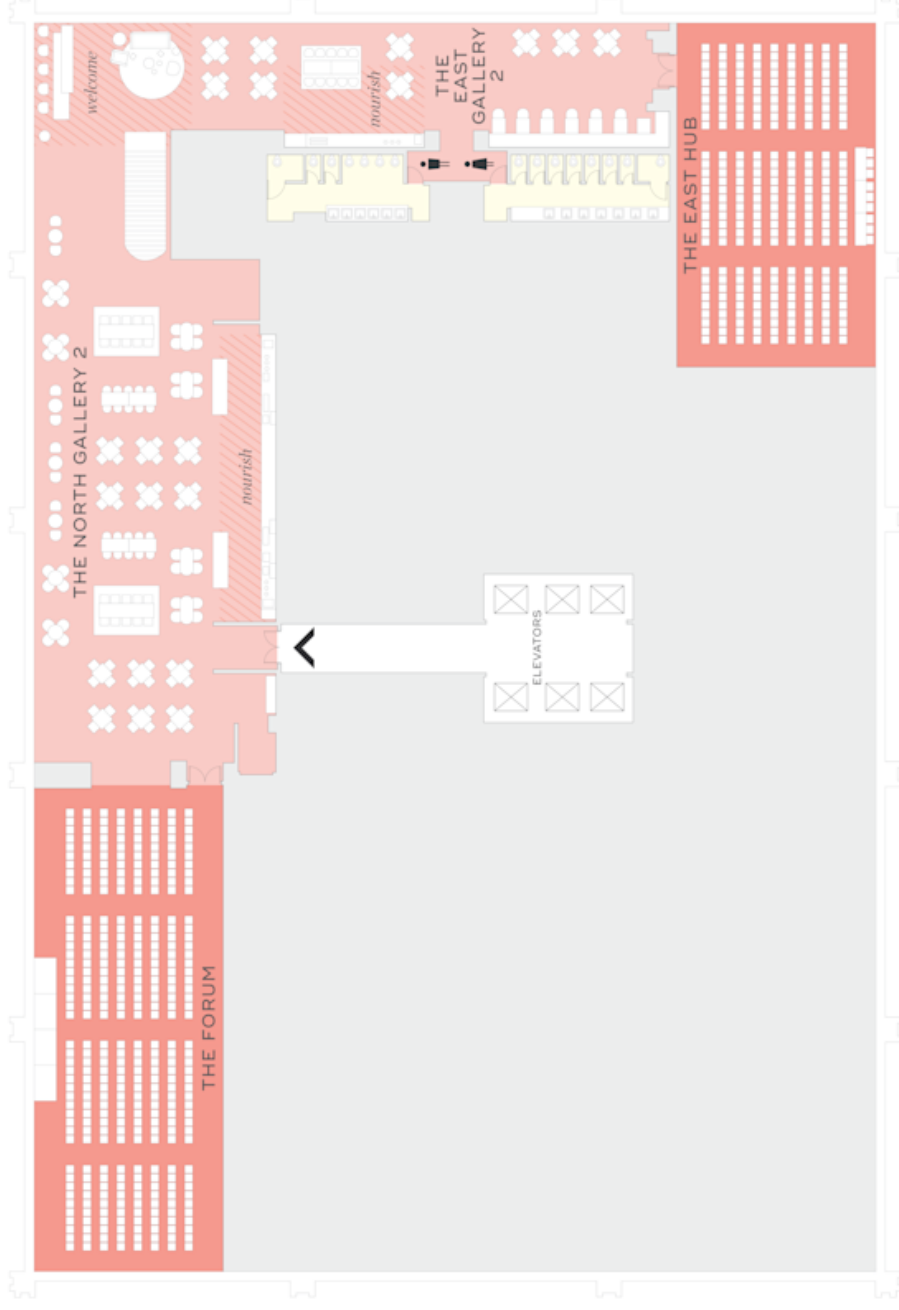 welcome
nourish
THE
EAST
GALLERY
2
THE EAST HUB
THE NORTH GALLERY 2
nourish
ELEVATORS
THE FORUM